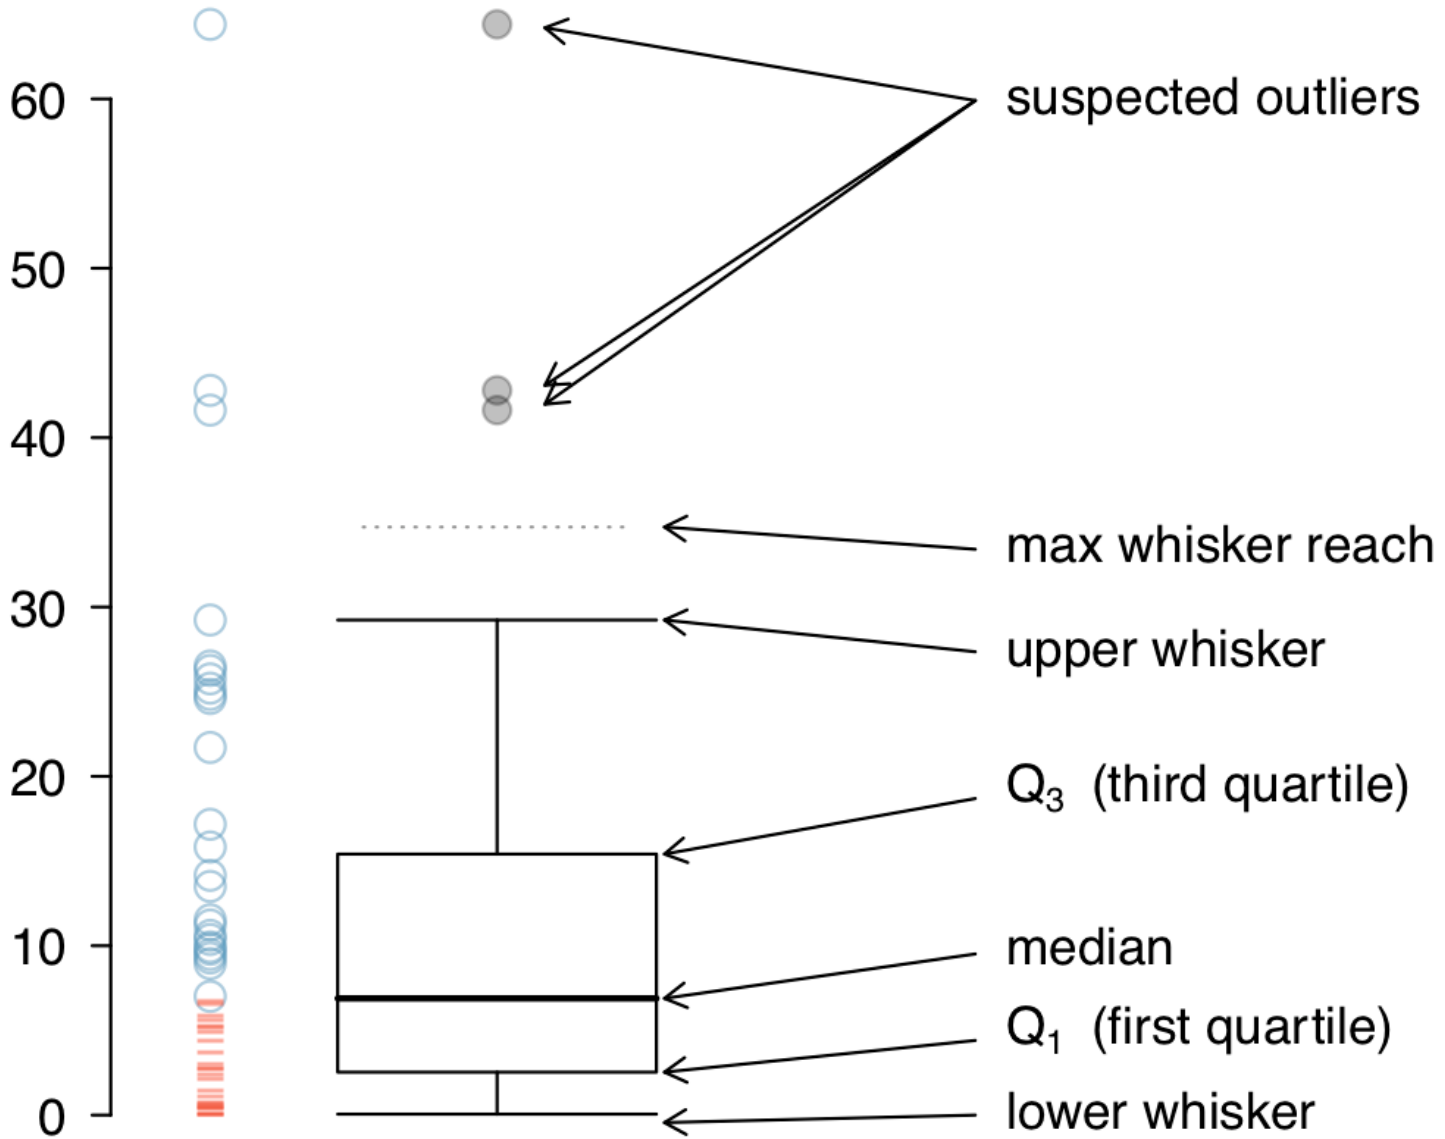 60
suspected outliers
50
40
max whisker reach
30
upper whisker
20
Q₃ (third quartile)
10
median
Q₁ (first quartile)
0
lower whisker